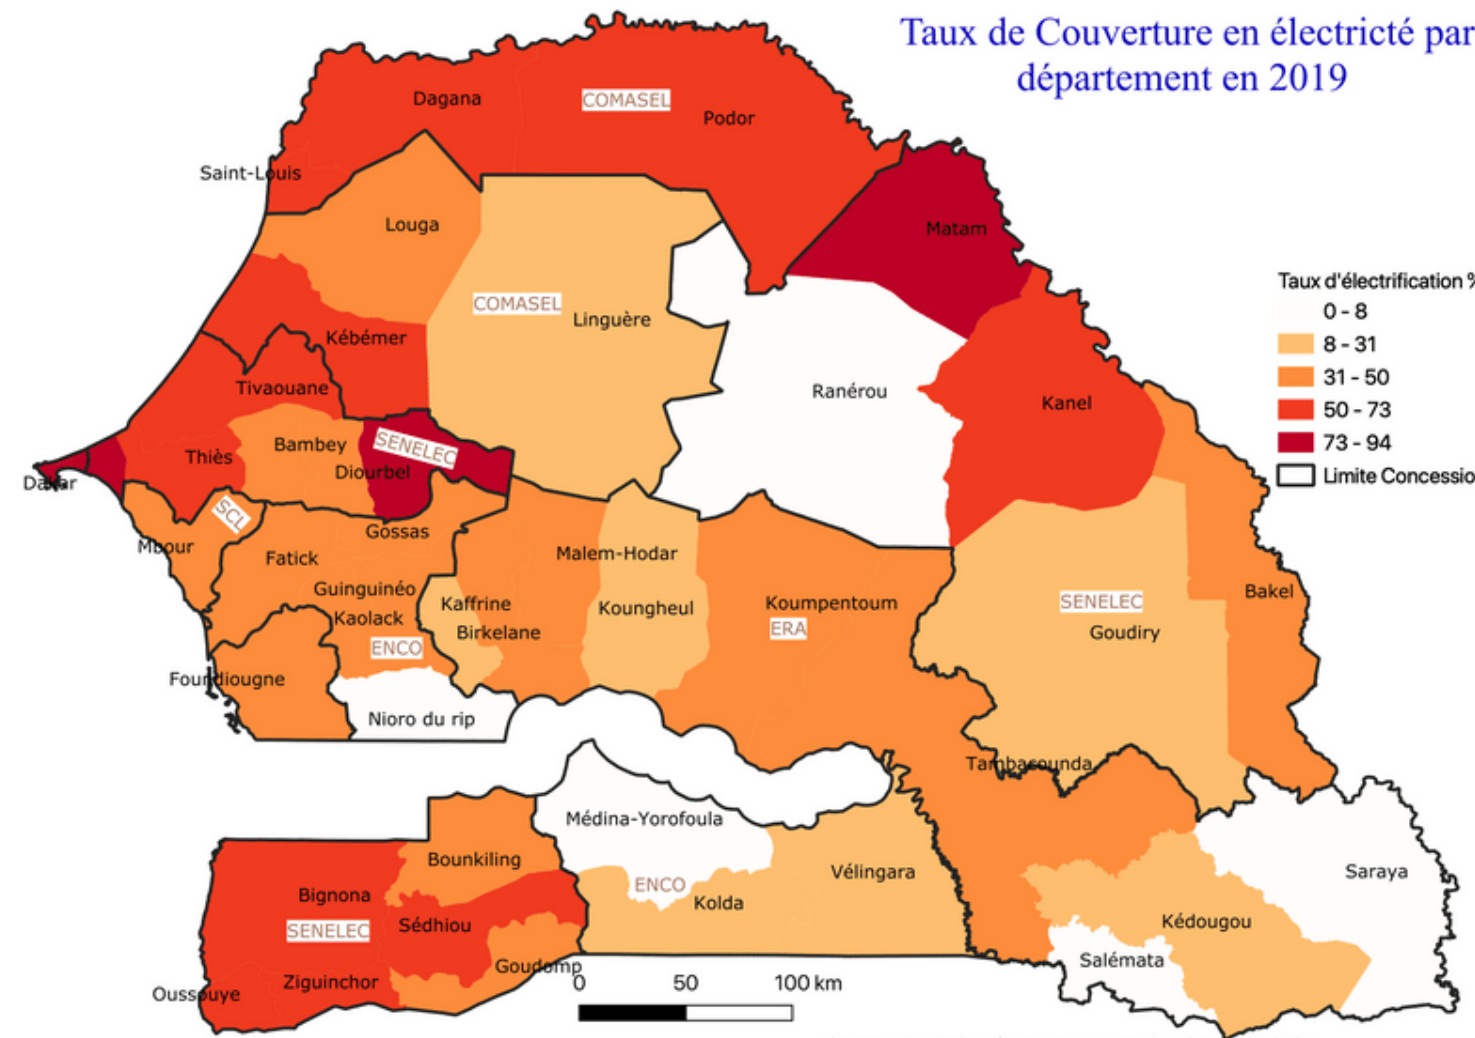 Taux de Couverture en électricté par
département en 2019
Dagana
COMASEL
Podor
Saint-Louis
Louga
Matam
COMASEL
Linguère
Kébémer
Tivaouane
Ranérou
Kanel
Thiès
Bambey
SENELEC
Diourbel
Dakar
SCL
Mbour
Gossas
Fatick
Malem-Hodar
Guinguinéo
Kaolack
Kaffrine
Birkelane
Koungheul
Koumpentoum
ERA
SENELEC
Goudiry
Bakel
ENCO
Foundiougne
Nioro du rip
Tambacounda
Médina-Yorofoula
Bounkiling
Vélingara
Saraya
Bignona
ENCO
Kolda
SENELEC
Sédhiou
Kédougou
Salémata
Goudomp
Ziguinchor
Oussouye
Taux d'électrification %
0 - 8
8 - 31
31 - 50
50 - 73
73 - 94
Limite Concessio
0 50 100 km